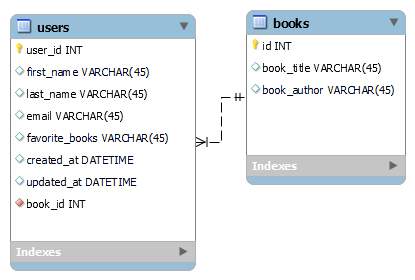 users
user_id INT
first_name VARCHAR(45)
last_name VARCHAR(45)
email VARCHAR(45)
favorite_books VARCHAR(45)
created_at DATETIME
updated_at DATETIME
book_id INT
Indexes
books
id INT
book_title VARCHAR(45)
book_author VARCHAR(45)
Indexes